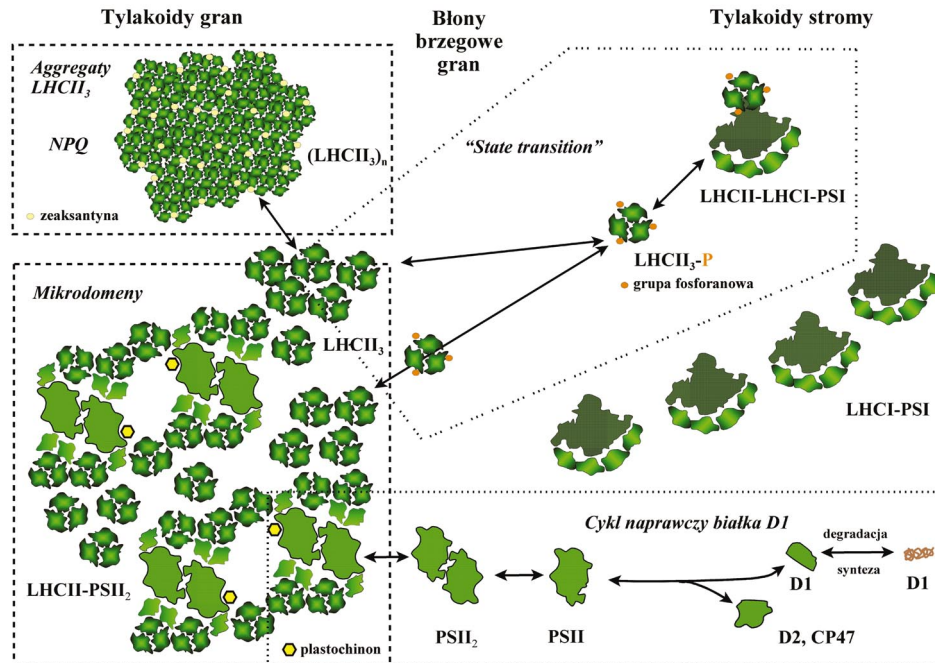 Tylakoidy gran
Błony
brzegowe
gran
Tylakoidy stromy
Aggregaty
LHCII₃
NPQ
(LHCII₃)ₙ
zeaksantyna
“State transition”
LHCII-LHCI-PSI
LHCII₃-P
grupa fosforanowa
Mikrodomeny
LHCII₃
LHCI-PSI
LHCII-PSII₂
plastochinon
Cykl naprawczy białka D1
degradacja
synteza
D1
D1
PSII₂
PSII
D2, CP47